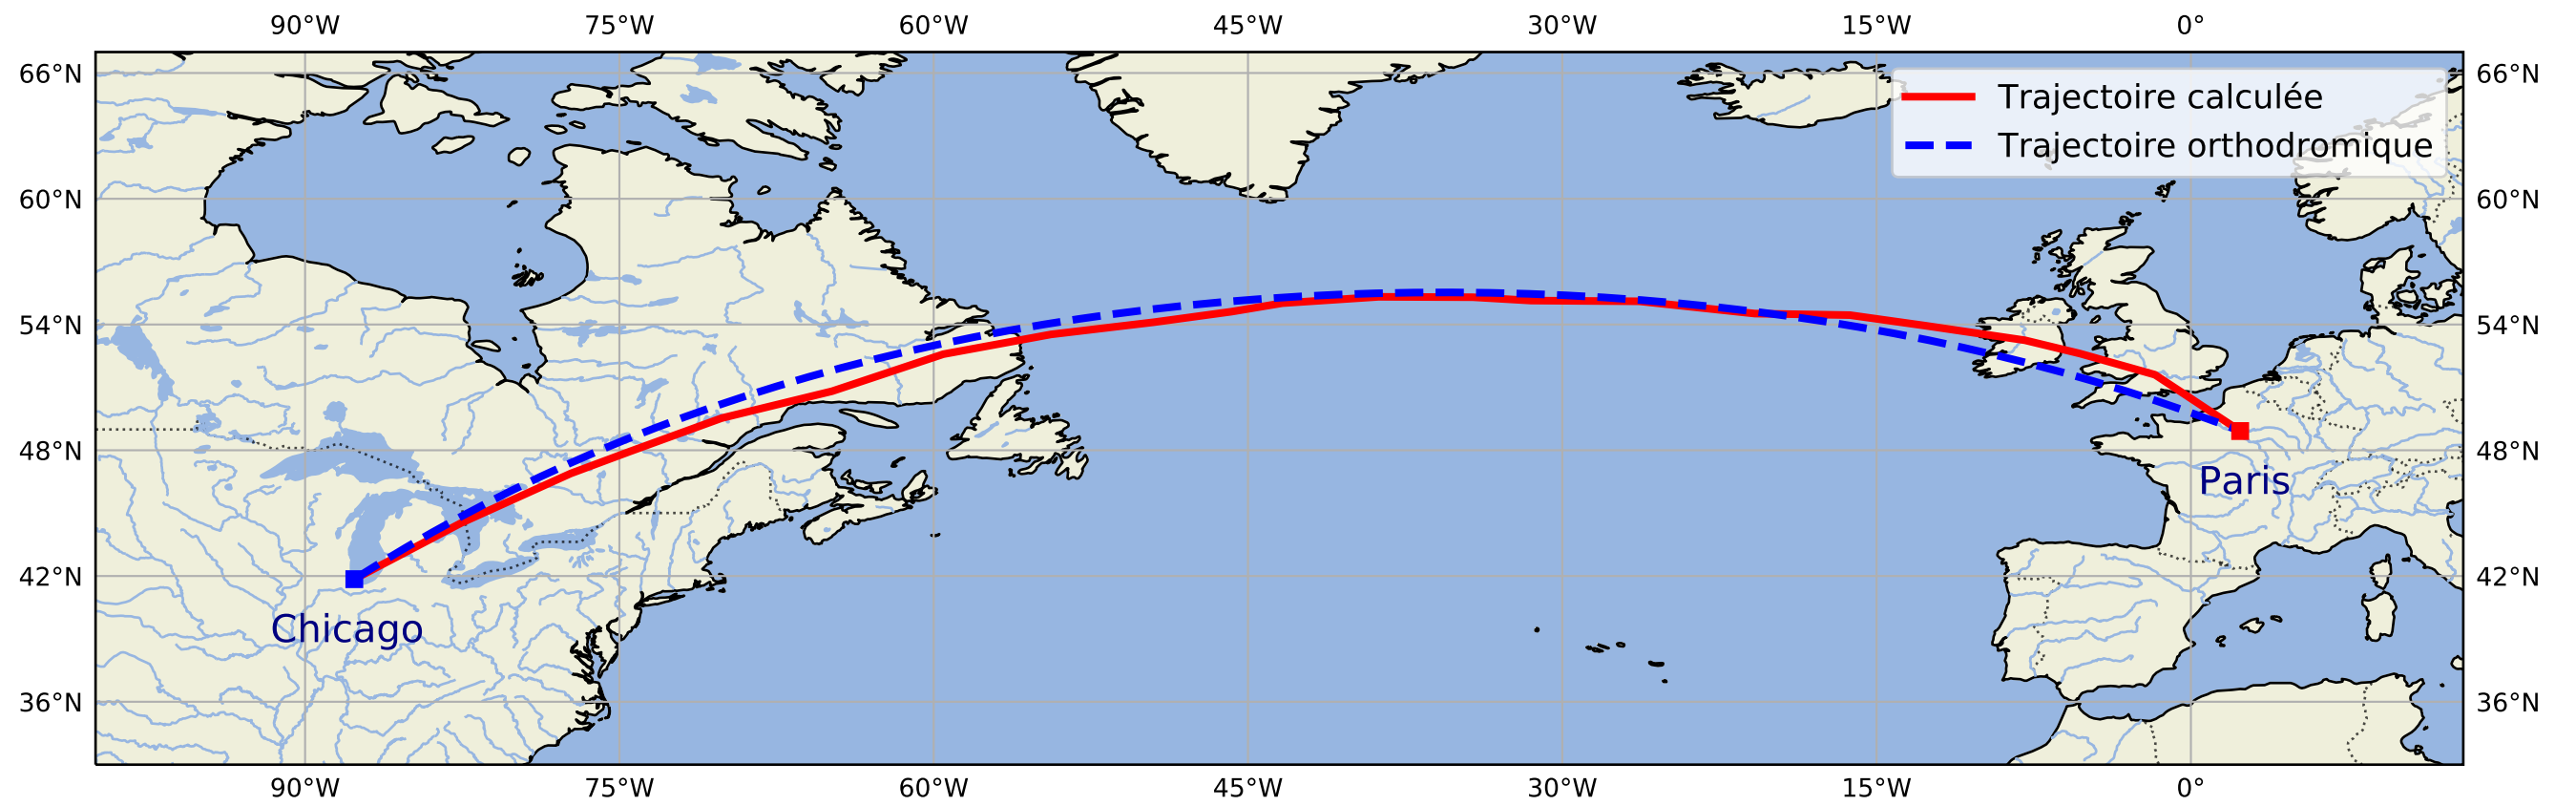 90°W 75°W 60°W 45°W 30°W 15°W 0°
66°N 66°N
Trajectoire calculée
Trajectoire orthodromique
60°N 60°N
54°N 54°N
48°N 48°N
Paris
42°N 42°N
Chicago
36°N 36°N
90°W 75°W 60°W 45°W 30°W 15°W 0°